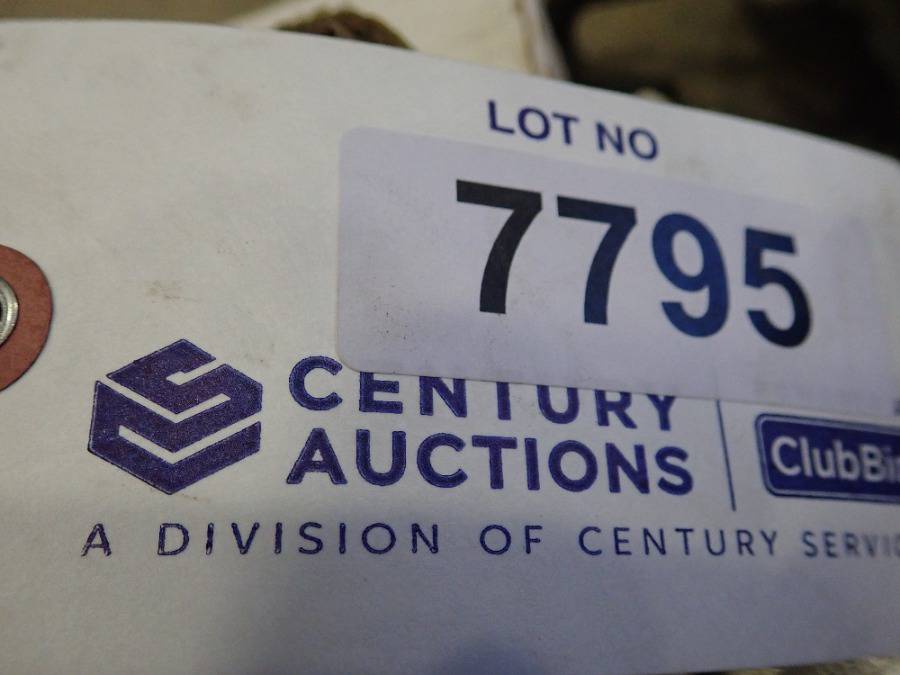 LOT NO
7795
CENTURY
AUCTIONS
A DIVISION OF CENTURY